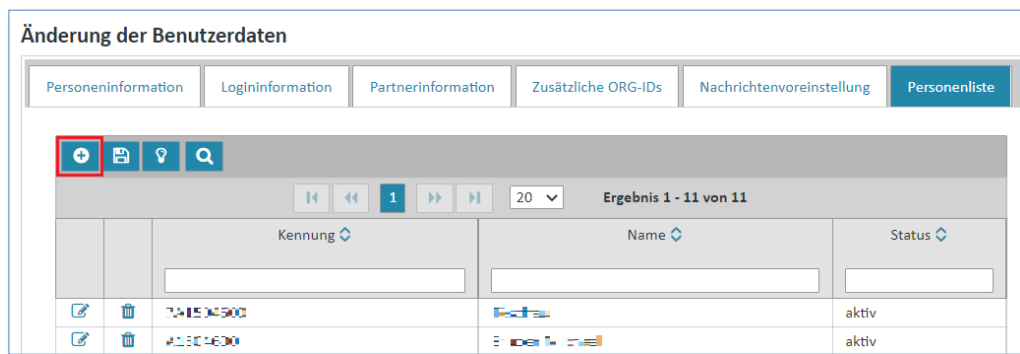 Änderung der Benutzerdaten
Personeninformation Logininformation Partnerinformation Zusätzliche ORG-IDs Nachrichtenvoreinstellung Personenliste
1 20 Ergebnis 1 - 11 von 11
Kennung Name Status
aktiv
aktiv